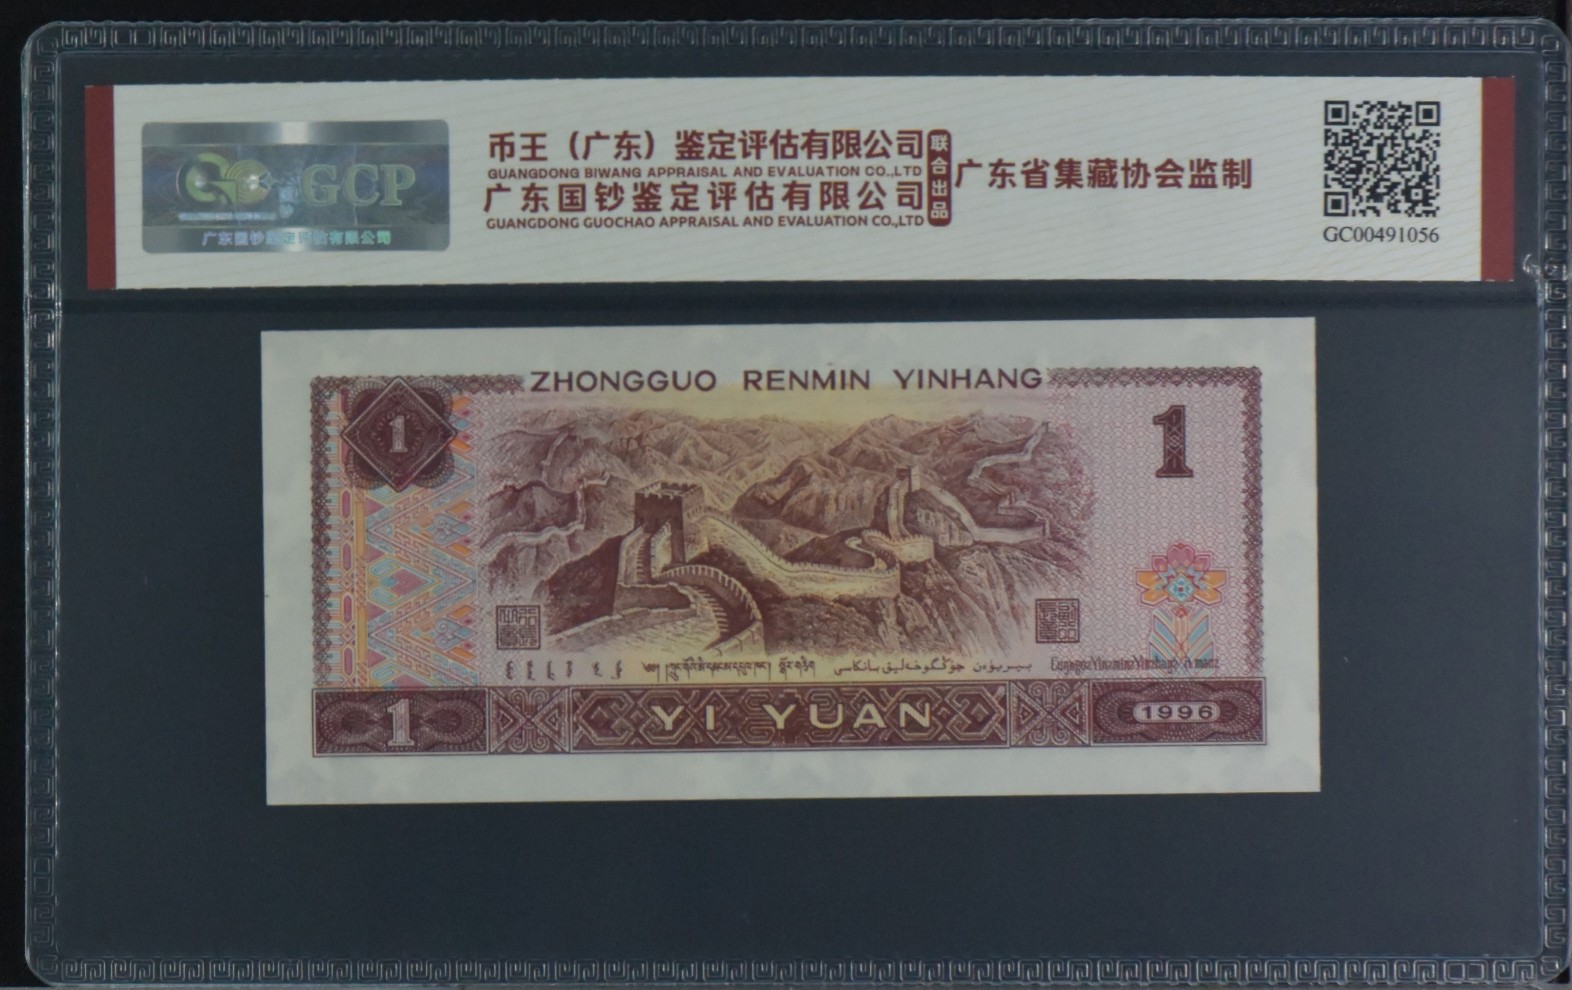 GCP
广东国钞鉴定评估有限公司
币王（广东）鉴定评估有限公司
GUANGDONG BIWANG APPRAISAL AND EVALUATION CO.,LTD
广东国钞鉴定评估有限公司
GUANGDONG GUOCHAO APPRAISAL AND EVALUATION CO.,LTD
联合出品
广东省集藏协会监制
GC00491056
ZHONGGUO RENMIN YINHANG
1
1
1
YI YUAN
1996